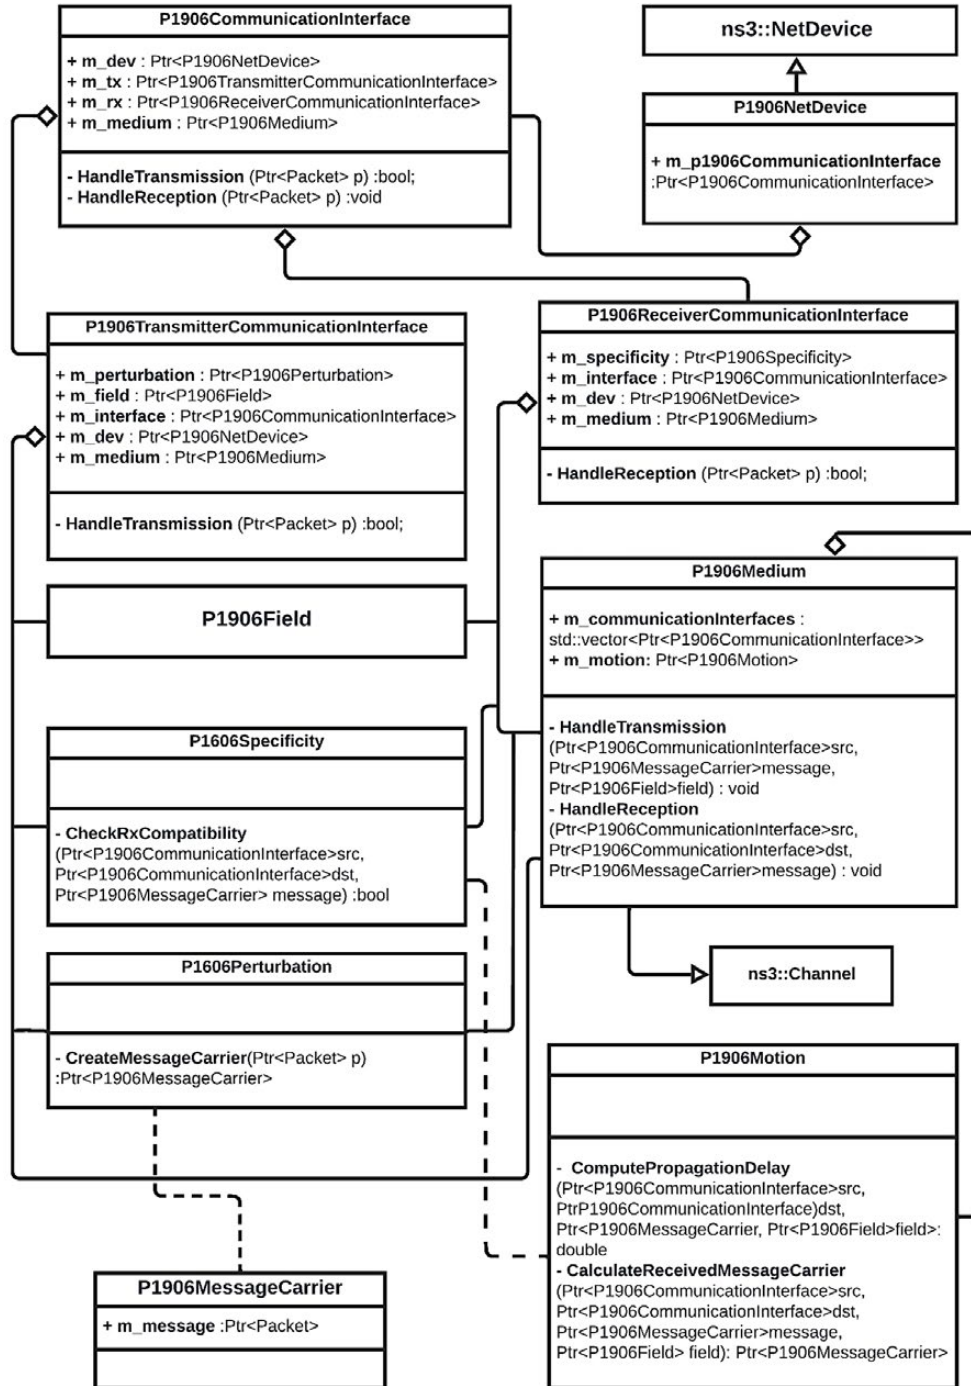 P1906CommunicationInterface
+ m_dev : Ptr<P1906NetDevice>
+ m_tx : Ptr<P1906TransmitterCommunicationInterface>
+ m_rx : Ptr<P1906ReceiverCommunicationInterface>
+ m_medium : Ptr<P1906Medium>
- HandleTransmission (Ptr<Packet> p) :bool;
- HandleReception (Ptr<Packet> p) :void
ns3::NetDevice
P1906NetDevice
+ m_p1906CommunicationInterface
:Ptr<P1906CommunicationInterface>
P1906TransmitterCommunicationInterface
+ m_perturbation : Ptr<P1906Perturbation>
+ m_field : Ptr<P1906Field>
+ m_interface : Ptr<P1906CommunicationInterface>
+ m_dev : Ptr<P1906NetDevice>
+ m_medium : Ptr<P1906Medium>
- HandleTransmission (Ptr<Packet> p) :bool;
P1906ReceiverCommunicationInterface
+ m_specificity : Ptr<P1906Specificity>
+ m_interface : Ptr<P1906CommunicationInterface>
+ m_dev : Ptr<P1906NetDevice>
+ m_medium : Ptr<P1906Medium>
- HandleReception (Ptr<Packet> p) :bool;
P1906Field
P1906Medium
+ m_communicationInterfaces :
std::vector<Ptr<P1906CommunicationInterface>>
+ m_motion: Ptr<P1906Motion>
- HandleTransmission
(Ptr<P1906CommunicationInterface>src,
Ptr<P1906MessageCarrier>message,
Ptr<P1906Field>field) : void
- HandleReception
(Ptr<P1906CommunicationInterface>src,
Ptr<P1906CommunicationInterface>dst,
Ptr<P1906MessageCarrier>message) : void
P1606Specificity
- CheckRxCompatibility
(Ptr<P1906CommunicationInterface>src,
Ptr<P1906CommunicationInterface>dst,
Ptr<P1906MessageCarrier> message) :bool
P1606Perturbation
- CreateMessageCarrier(Ptr<Packet> p)
:Ptr<P1906MessageCarrier>
ns3::Channel
P1906Motion
- ComputePropagationDelay
(Ptr<P1906CommunicationInterface>src,
PtrP1906CommunicationInterface)dst,
Ptr<P1906MessageCarrier, Ptr<P1906Field>field>:
double
- CalculateReceivedMessageCarrier
(Ptr<P1906CommunicationInterface>src,
Ptr<P1906CommunicationInterface>dst,
Ptr<P1906MessageCarrier>message,
Ptr<P1906Field> field): Ptr<P1906MessageCarrier>
P1906MessageCarrier
+ m_message :Ptr<Packet>